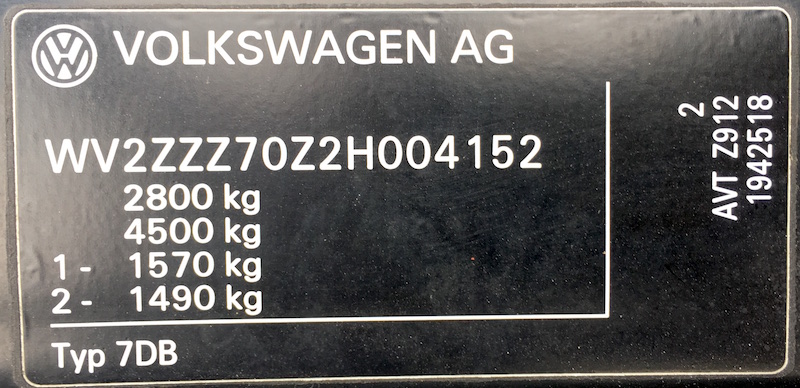 VOLKSWAGEN AG
WV2ZZZ70Z2H004152
2800 kg
4500 kg
1 - 1570 kg
2 - 1490 kg
Typ 7DB
2
AVT Z912
1942518